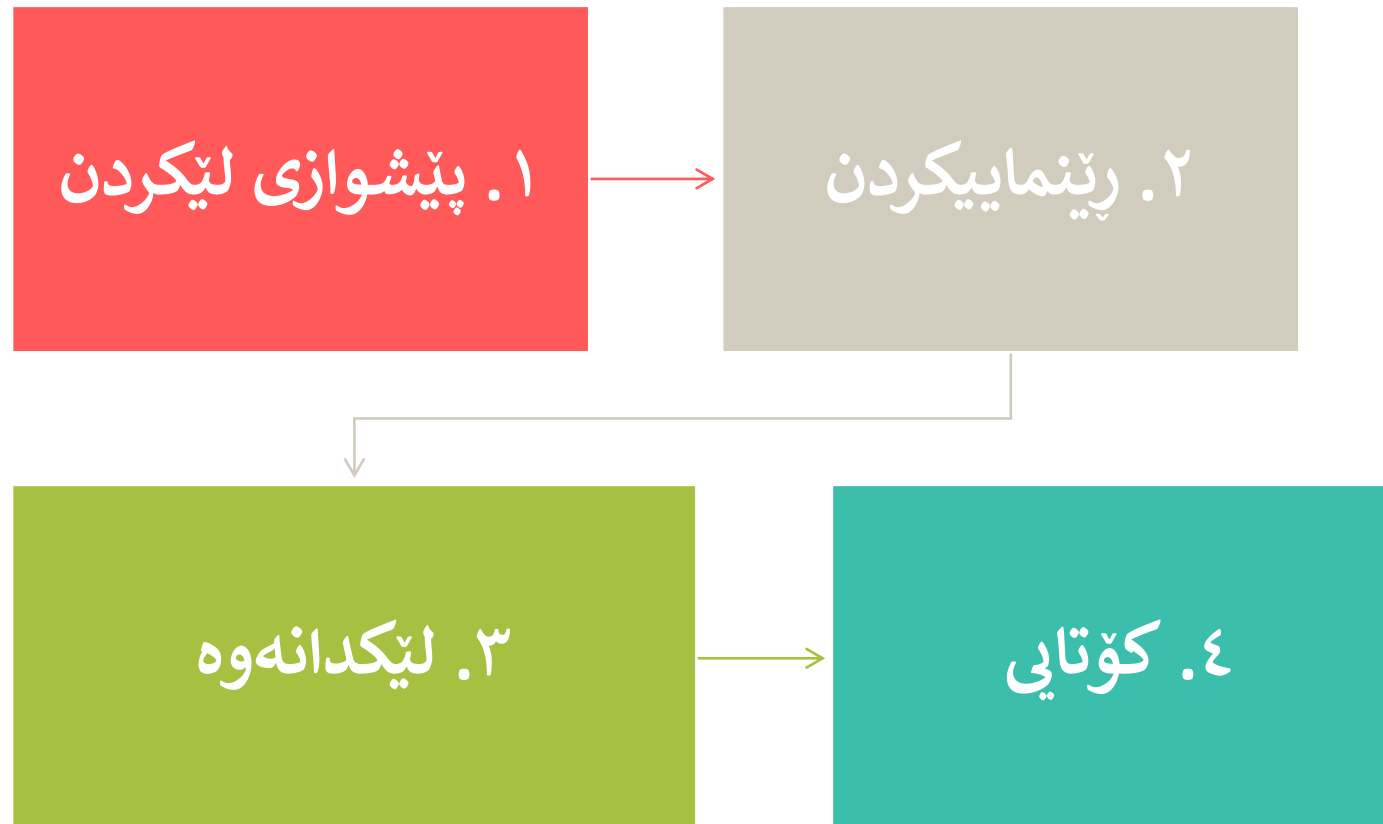 ١. پێشوازی لێکردن
٢. ڕێنماییکردن
٣. لێکدانەوە
٤. کۆتایی